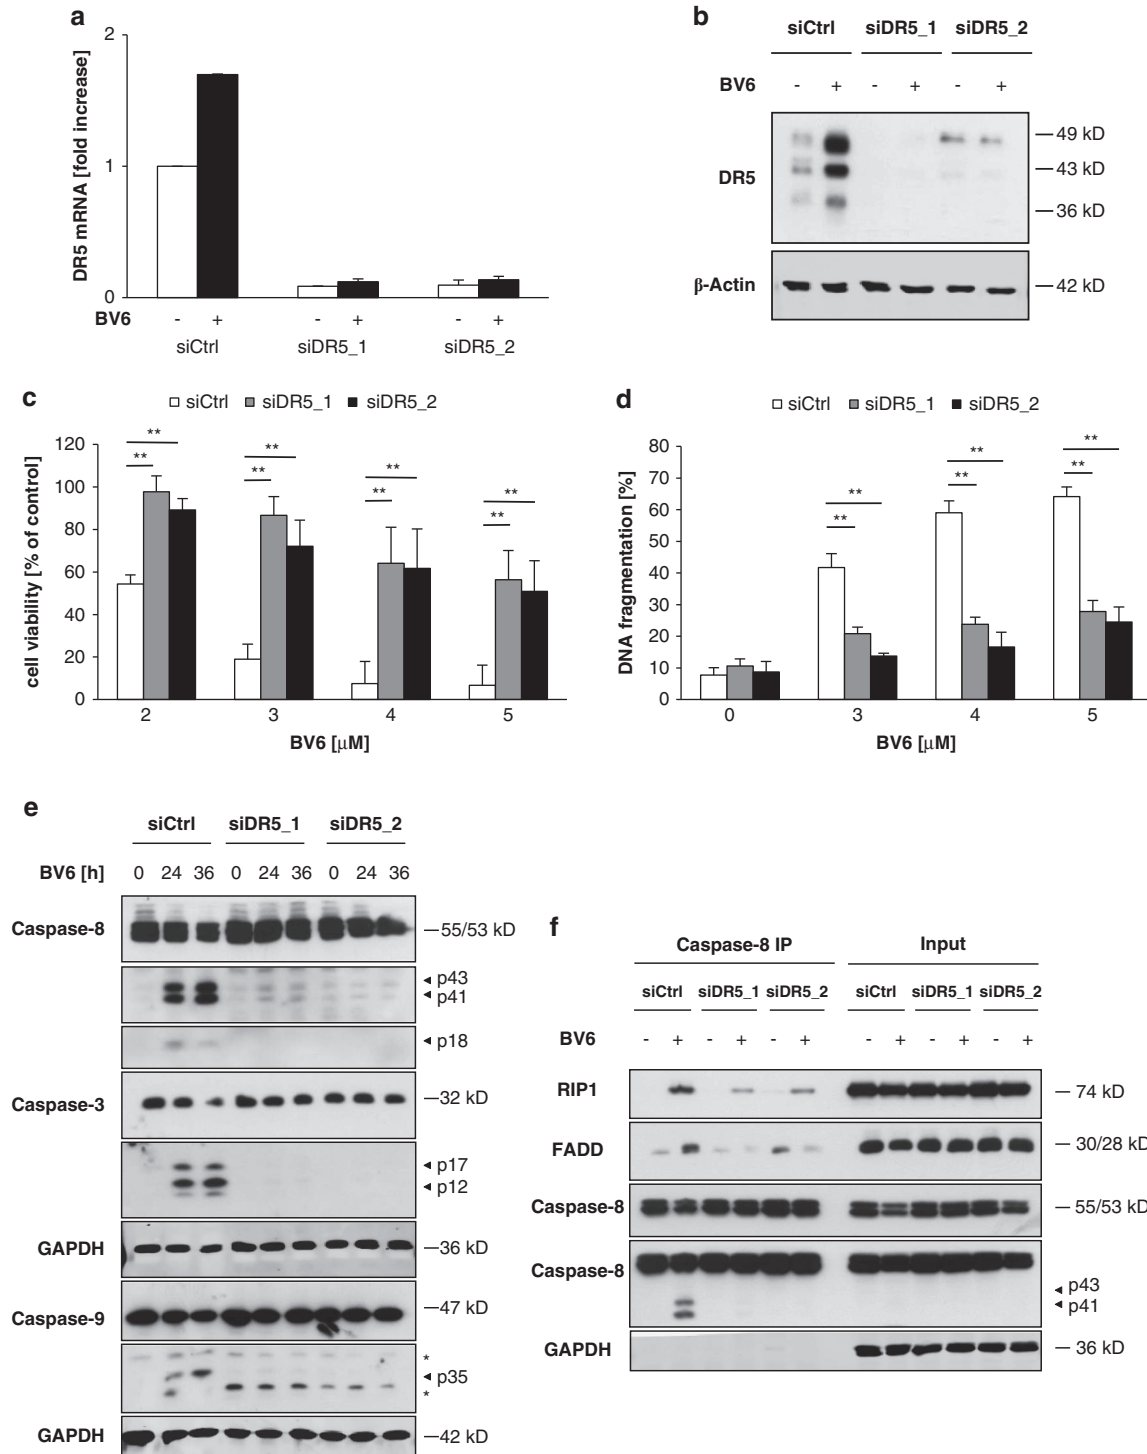 a
DR5 mRNA [fold increase]
2
1
0
BV6 - + - + - +
siCtrl siDR5_1 siDR5_2
b
siCtrl siDR5_1 siDR5_2
BV6 - + - + - +
DR5
49 kD
43 kD
36 kD
β-Actin
42 kD
c
siCtrl siDR5_1 siDR5_2
cell viability [% of control]
120
100
80
60
40
20
0
** ** ** ** ** ** ** **
2 3 4 5
BV6 [μM]
d
siCtrl siDR5_1 siDR5_2
DNA fragmentation [%]
80
70
60
50
40
30
20
10
0
** ** ** ** ** **
0 3 4 5
BV6 [μM]
e
siCtrl siDR5_1 siDR5_2
BV6 [h] 0 24 36 0 24 36 0 24 36
Caspase-8 55/53 kD
p43
p41
p18
Caspase-3 32 kD
p17
p12
GAPDH 36 kD
Caspase-9 47 kD
*
p35
*
GAPDH 42 kD
f
Caspase-8 IP Input
siCtrl siDR5_1 siDR5_2 siCtrl siDR5_1 siDR5_2
BV6 - + - + - + - + - + - +
RIP1 74 kD
FADD 30/28 kD
Caspase-8 55/53 kD
Caspase-8
p43
p41
GAPDH 36 kD